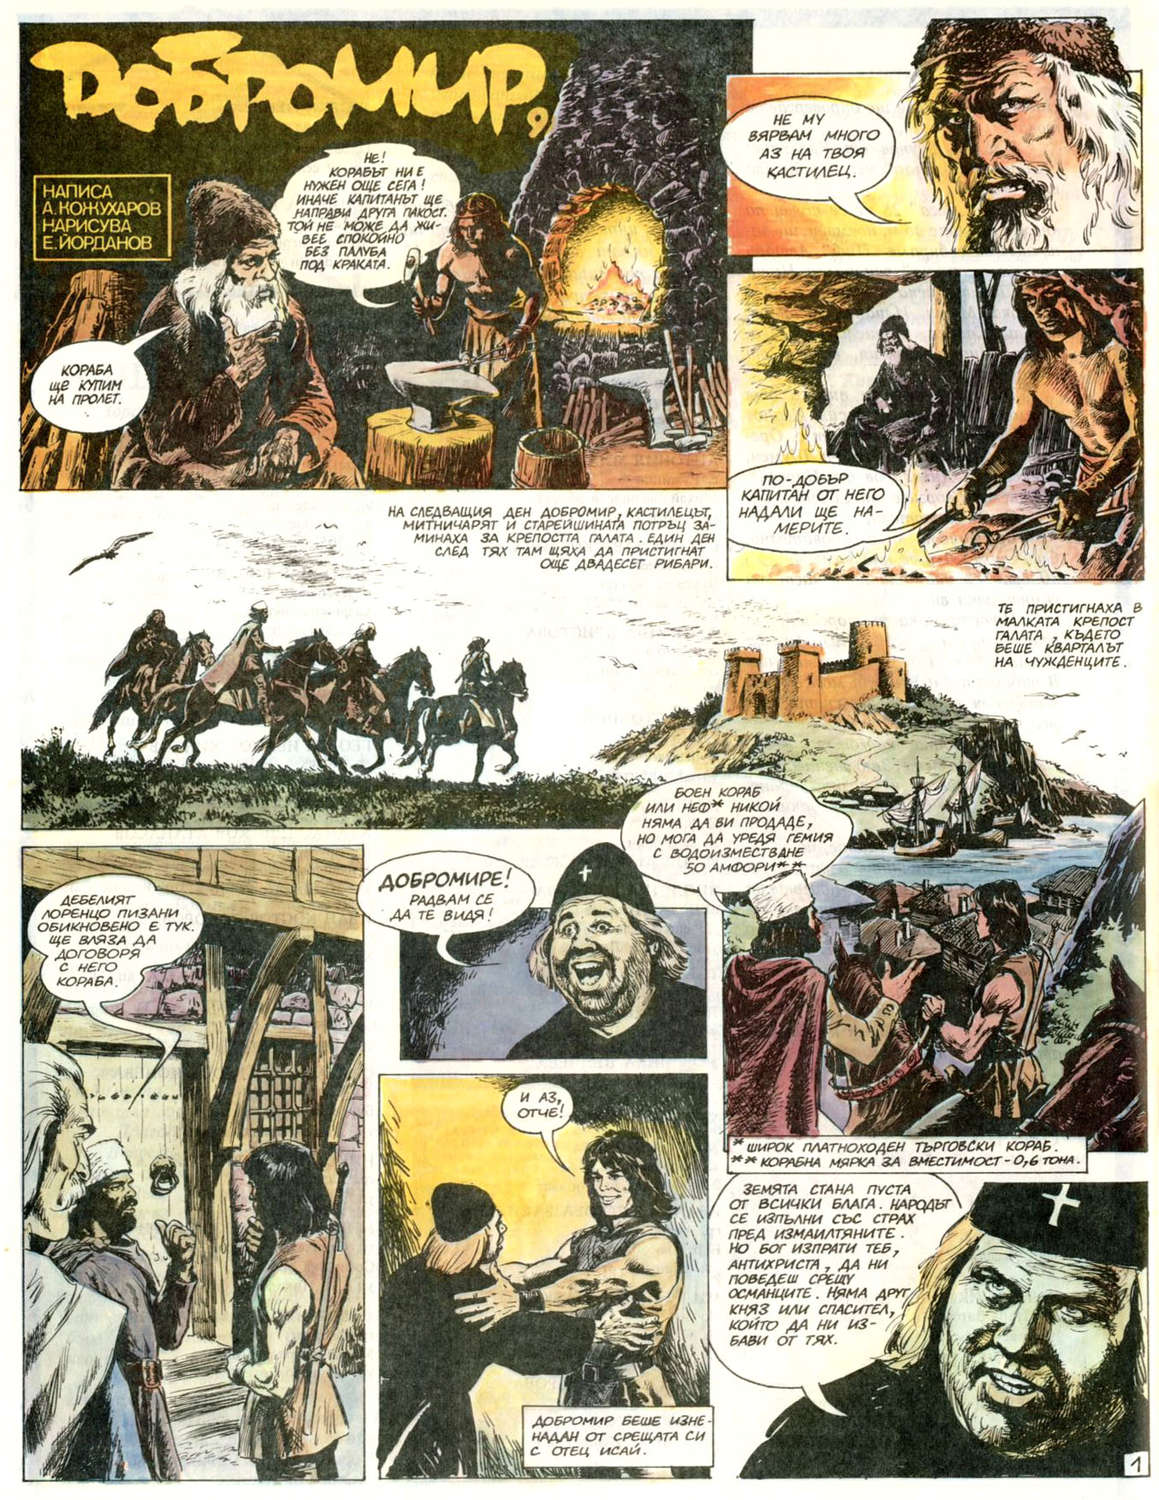 ДОБРОМИР, 9
НАПИСА
А. КОЖУХАРОВ
НАРИСУВА
Е. ЙОРДАНОВ
КОРАБА
ЩЕ КУПИМ
НА ПРОЛЕТ.
НЕ!
КОРАБЪТ НИ Е
НУЖЕН ОЩЕ СЕГА!
ИНАЧЕ КАПИТАНЪТ ЩЕ
НАПРАВИ ДРУГА ПАКОСТ.
ТОЙ НЕ МОЖЕ ДА ЖИ-
ВЕЕ СПОКОЙНО
БЕЗ ПАЛУБА
ПОД КРАКАТА.
НЕ МУ
ВЯРВАМ МНОГО
АЗ НА ТВОЯ
КАСТИЛЕЦ.
ПО-ДОБЪР
КАПИТАН ОТ НЕГО
НАДАЛИ ЩЕ НА-
МЕРИТЕ.
НА СЛЕДВАЩИЯ ДЕН ДОБРОМИР, КАСТИЛЕЦЪТ,
МИТНИЧАРЯТ И СТАРЕЙШИНАТА ПОТРЪЦ ЗА-
МИНАХА ЗА КРЕПОСТТА ГАЛАТА. ЕДИН ДЕН
СЛЕД ТЯХ ТАМ ЩЯХА ДА ПРИСТИГНАТ
ОЩЕ ДВАДЕСЕТ РИБАРИ.
ТЕ ПРИСТИГНАХА В
МАЛКАТА КРЕПОСТ
ГАЛАТА, КЪДЕТО
БЕШЕ КВАРТАЛЪТ
НА ЧУЖДЕНЦИТЕ.
БОЕН КОРАБ
ИЛИ НЕФ* НИКОЙ
НЯМА ДА ВИ ПРОДАДЕ,
НО МОГА ДА УРЕДЯ ГЕМИЯ
С ВОДОИЗМЕСТВАНЕ
50 АМФОРИ**
* ШИРОК ПЛАТНОХОДЕН ТЪРГОВСКИ КОРАБ.
** КОРАБНА МЯРКА ЗА ВМЕСТИМОСТ - 0,6 ТОНА.
ДЕБЕЛИЯТ
ЛОРЕНЦО ПИЗАНИ
ОБИКНОВЕНО Е ТУК.
ЩЕ ВЛЯЗА ДА
ДОГОВОРЯ
С НЕГО
КОРАБА.
ДОБРОМИРЕ!
РАДВАМ СЕ
ДА ТЕ ВИДЯ!
И АЗ,
ОТЧЕ!
ДОБРОМИР БЕШЕ ИЗНЕ-
НАДАН ОТ СРЕЩАТА СИ
С ОТЕЦ ИСАЙ.
ЗЕМЯТА СТАНА ПУСТА
ОТ ВСИЧКИ БЛАГА. НАРОДЪТ
СЕ ИЗПЪЛНИ СЪС СТРАХ
ПРЕД ИЗМАИЛТЯНИТЕ.
НО БОГ ИЗПРАТИ ТЕБ,
АНТИХРИСТА, ДА НИ
ПОВЕДЕШ СРЕЩУ
ОСМАНЦИТЕ. НЯМА ДРУГ
КНЯЗ ИЛИ СПАСИТЕЛ,
КОЙТО ДА НИ ИЗ-
БАВИ ОТ ТЯХ.
1